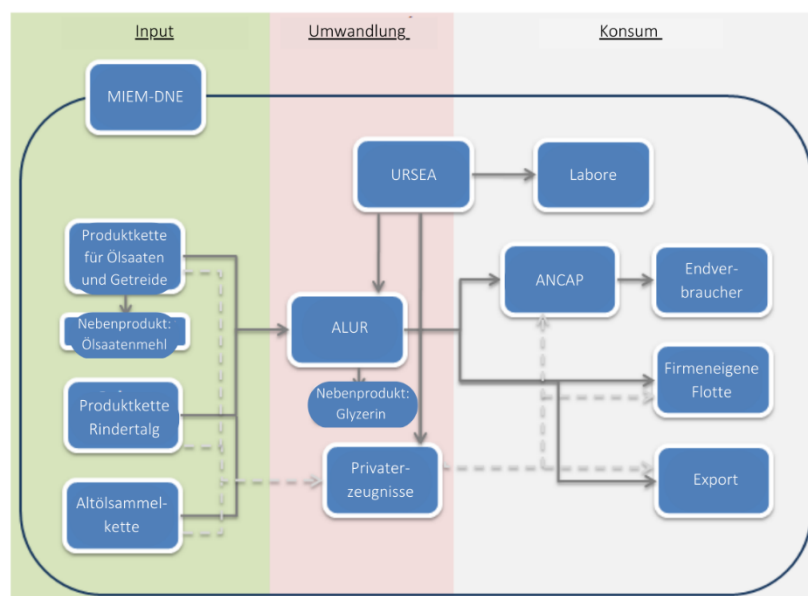 Input
Umwandlung
Konsum
MIEM-DNE
URSEA
Labore
Produktkette
für Ölsaaten
und Getreide
ANCAP
Endver-
braucher
Nebenprodukt:
Ölsaatenmehl
ALUR
Nebenprodukt:
Glyzerin
Firmeneigene
Flotte
Produktkette
Rindertalg
Privater-
zeugnisse
Export
Altölsammel-
kette